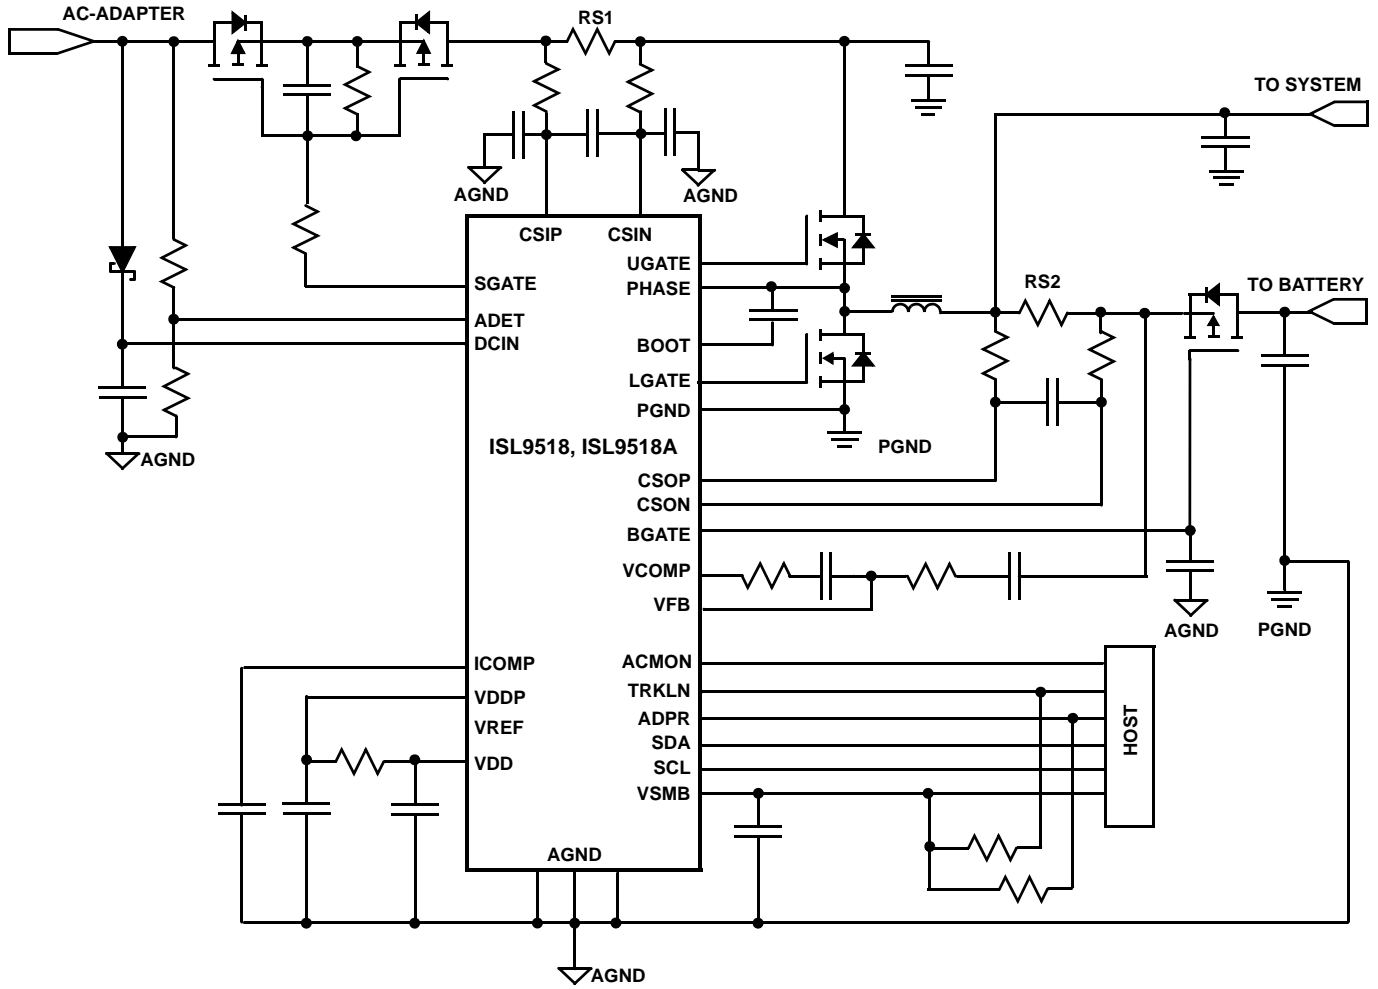 AC-ADAPTER
RS1
TO SYSTEM
AGND
AGND
CSIP
CSIN
UGATE
SGATE
PHASE
RS2
TO BATTERY
ADET
DCIN
BOOT
LGATE
PGND
ISL9518, ISL9518A
PGND
AGND
CSOP
CSON
BGATE
VCOMP
VFB
AGND
PGND
ICOMP
ACMON
VDDP
TRKLN
VREF
ADPR
HOST
SDA
VDD
SCL
VSMB
AGND
AGND